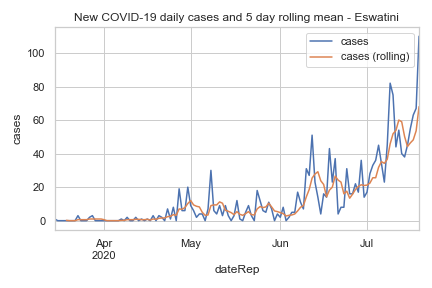 New COVID-19 daily cases and 5 day rolling mean - Eswatini
cases
cases (rolling)
cases
100
80
60
40
20
0
Apr
2020
May
Jun
Jul
dateRep